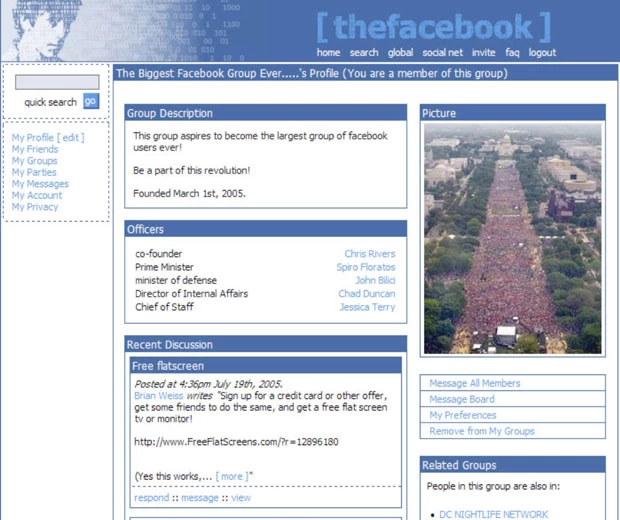 [ thefacebook ]
home search global social net invite faq logout
quick search go
My Profile [ edit ]
My Friends
My Groups
My Parties
My Messages
My Account
My Privacy
The Biggest Facebook Group Ever.....'s Profile (You are a member of this group)
Group Description
This group aspires to become the largest group of facebook
users ever!
Be a part of this revolution!
Founded March 1st, 2005.
Officers
co-founder Chris Rivers
Prime Minister Spiro Floratos
minister of defense John Bilici
Director of Internal Affairs Chad Duncan
Chief of Staff Jessica Terry
Recent Discussion
Free flatscreen
Posted at 4:36pm July 19th, 2005.
Brian Weiss writes "Sign up for a credit card or other offer,
get some friends to do the same, and get a free flat screen
tv or monitor!
http://www.FreeFlatScreens.com/?r=12896180
(Yes this works,... [ more ]"
respond :: message :: view
Picture
Message All Members
Message Board
My Preferences
Remove from My Groups
Related Groups
People in this group are also in:
• DC NIGHTLIFE NETWORK